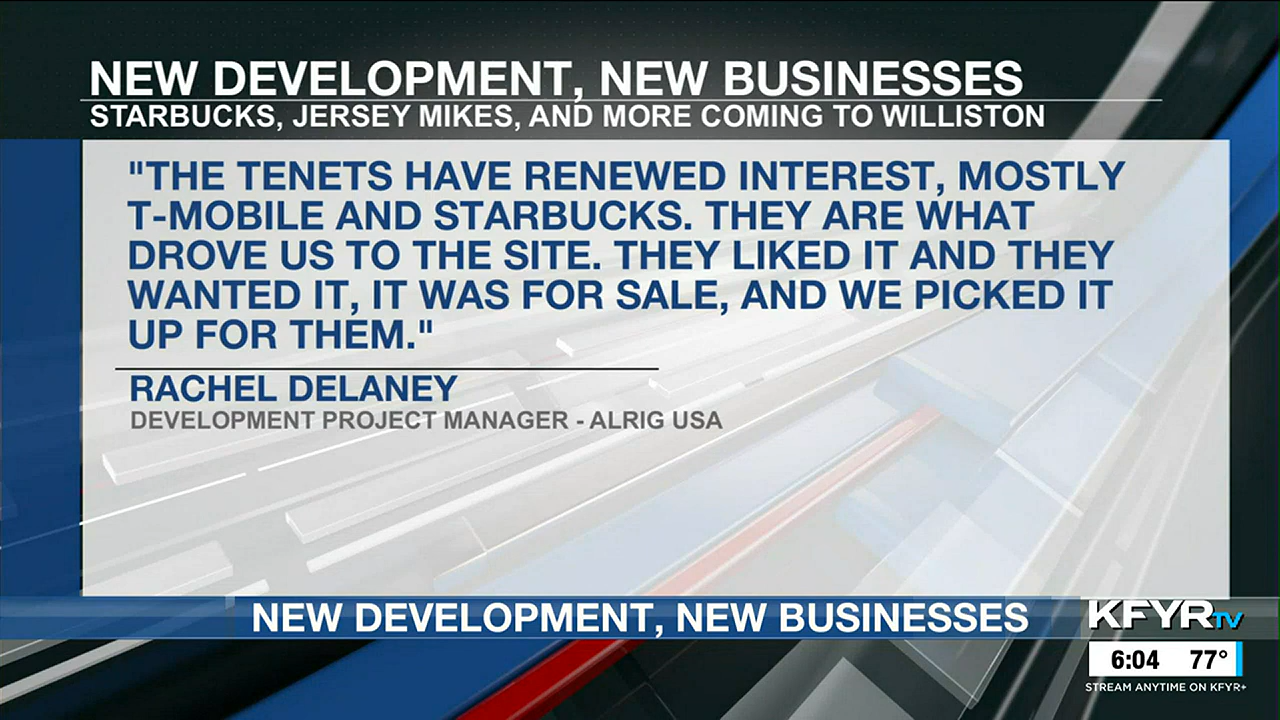 NEW DEVELOPMENT, NEW BUSINESSES
STARBUCKS, JERSEY MIKES, AND MORE COMING TO WILLISTON
"THE TENETS HAVE RENEWED INTEREST, MOSTLY
T-MOBILE AND STARBUCKS. THEY ARE WHAT
DROVE US TO THE SITE. THEY LIKED IT AND THEY
WANTED IT, IT WAS FOR SALE, AND WE PICKED IT
UP FOR THEM."
RACHEL DELANEY
DEVELOPMENT PROJECT MANAGER - ALRIG USA
NEW DEVELOPMENT, NEW BUSINESSES
KFYRTV
6:04 77°
STREAM ANYTIME ON KFYR+